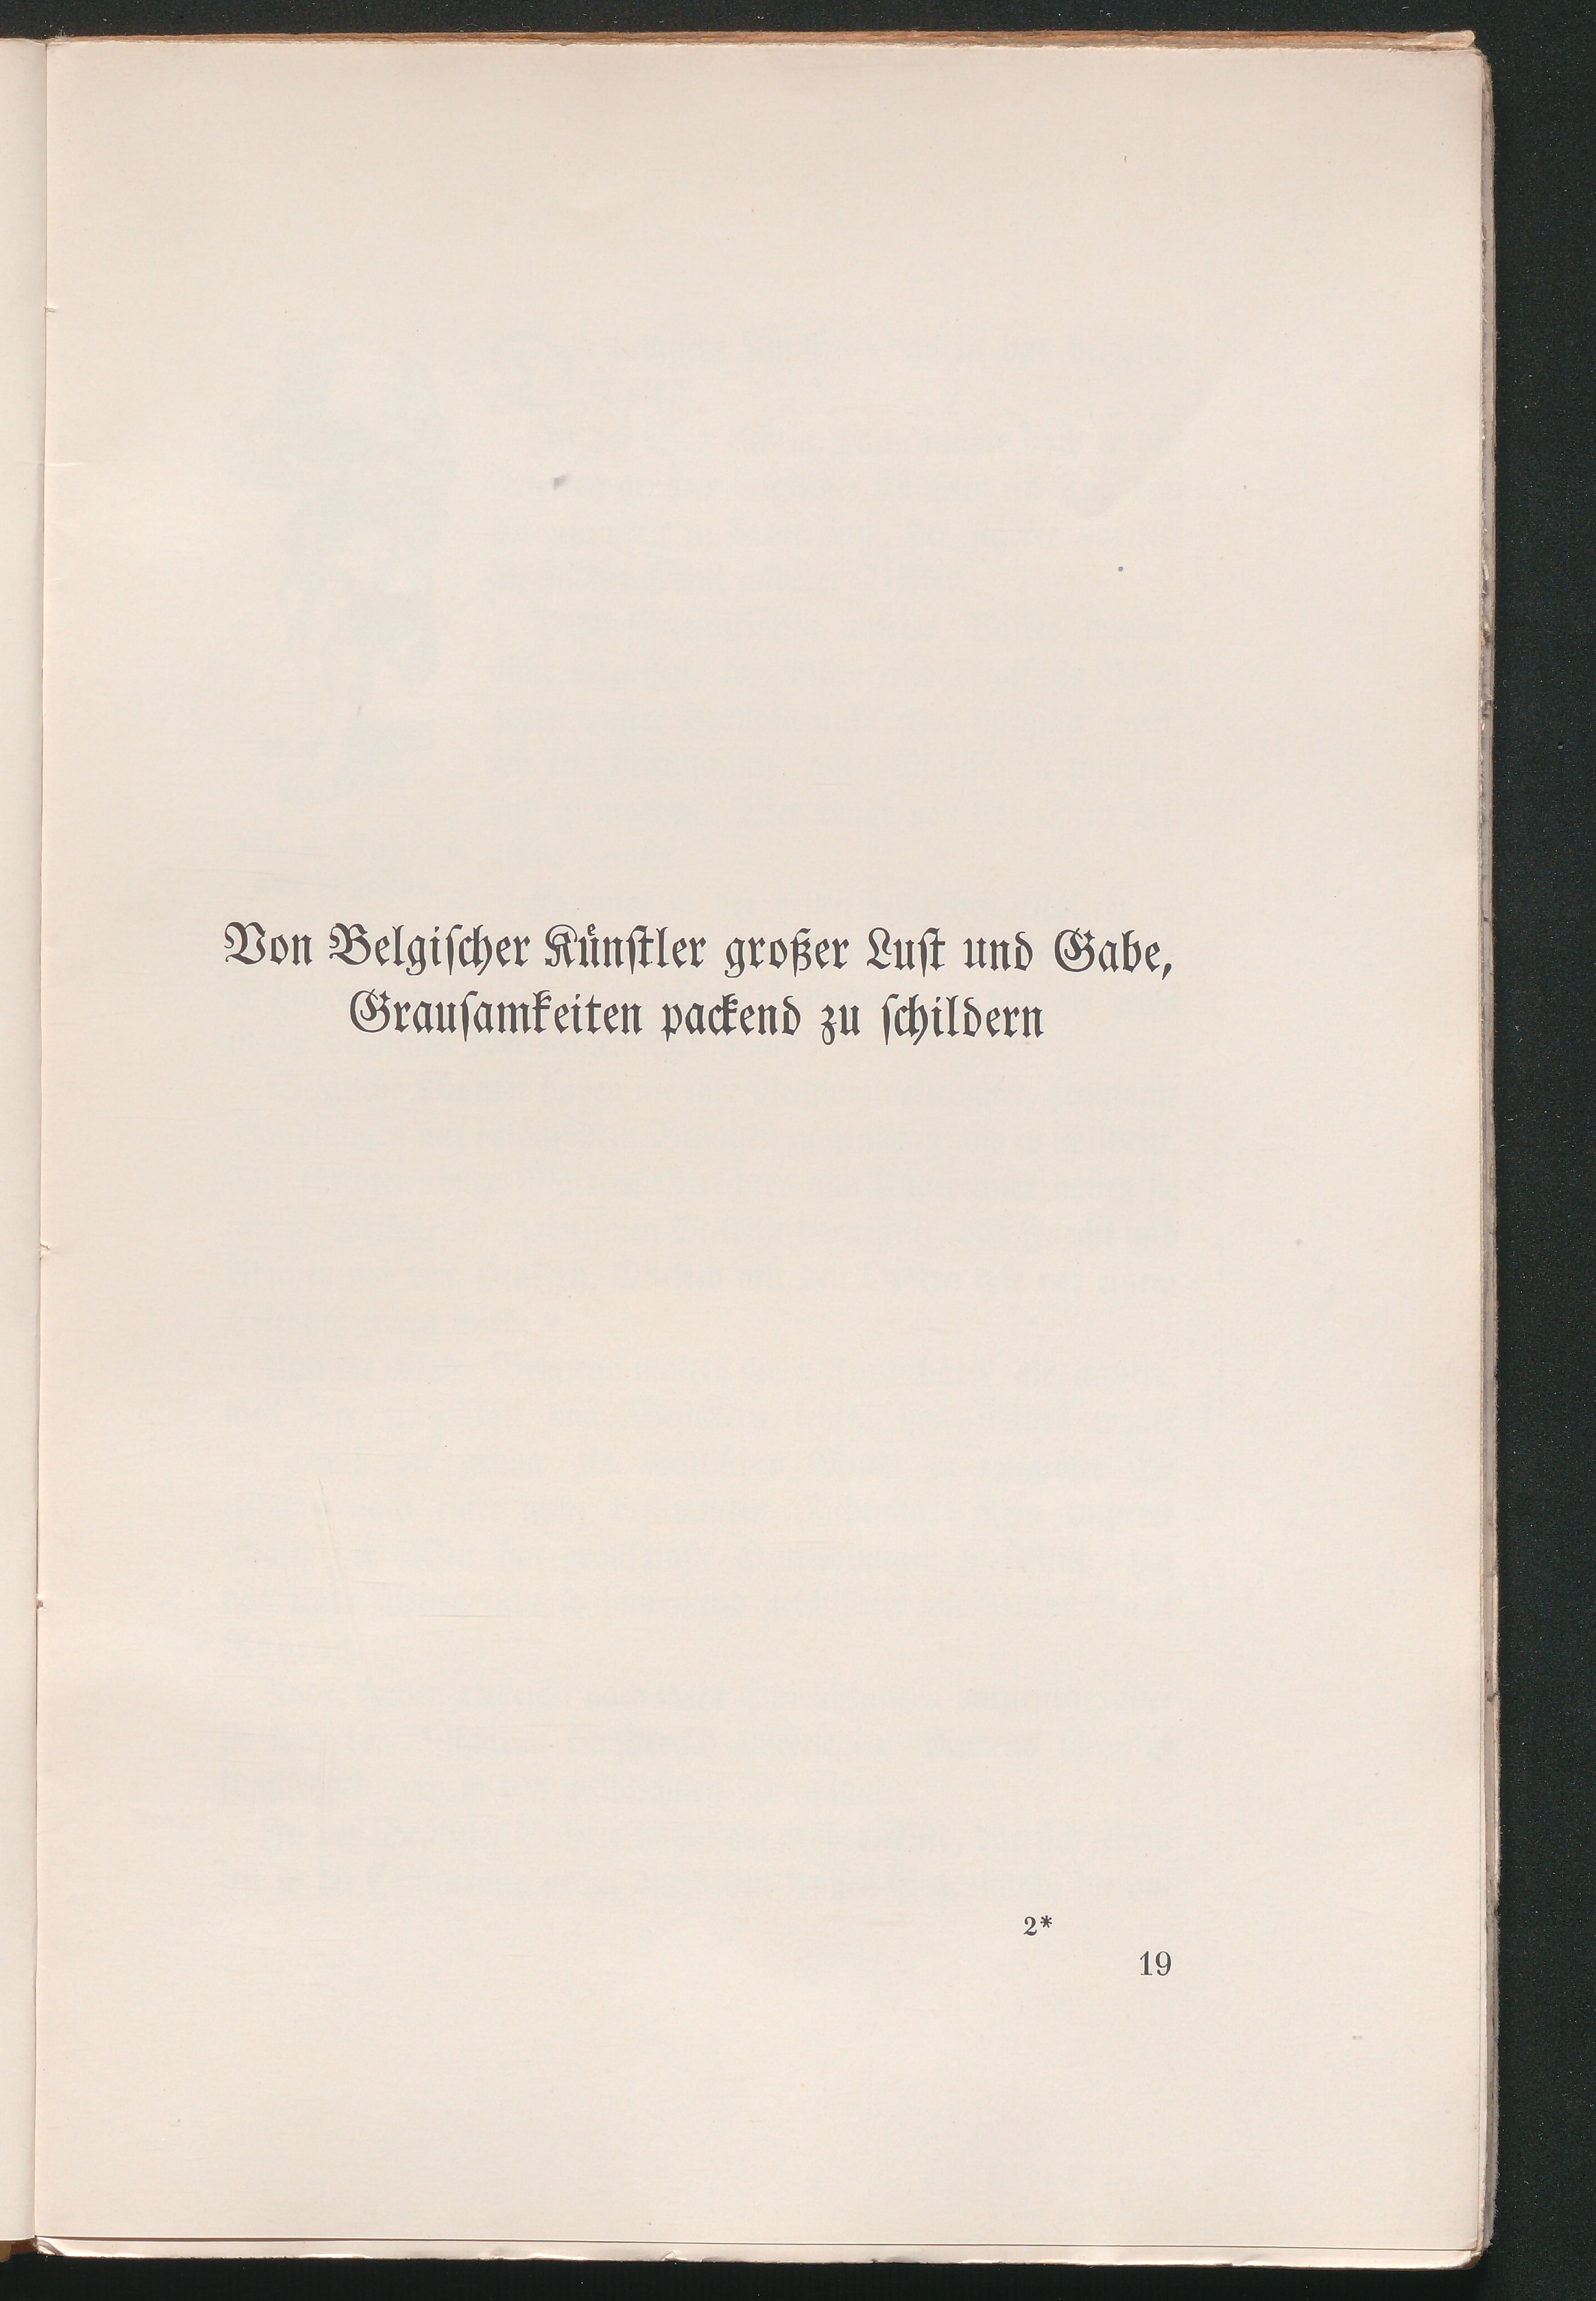 Von Belgiſcher Künſtler großer Luſt und Gabe,
Grauſamkeiten packend zu ſchildern
2*
19